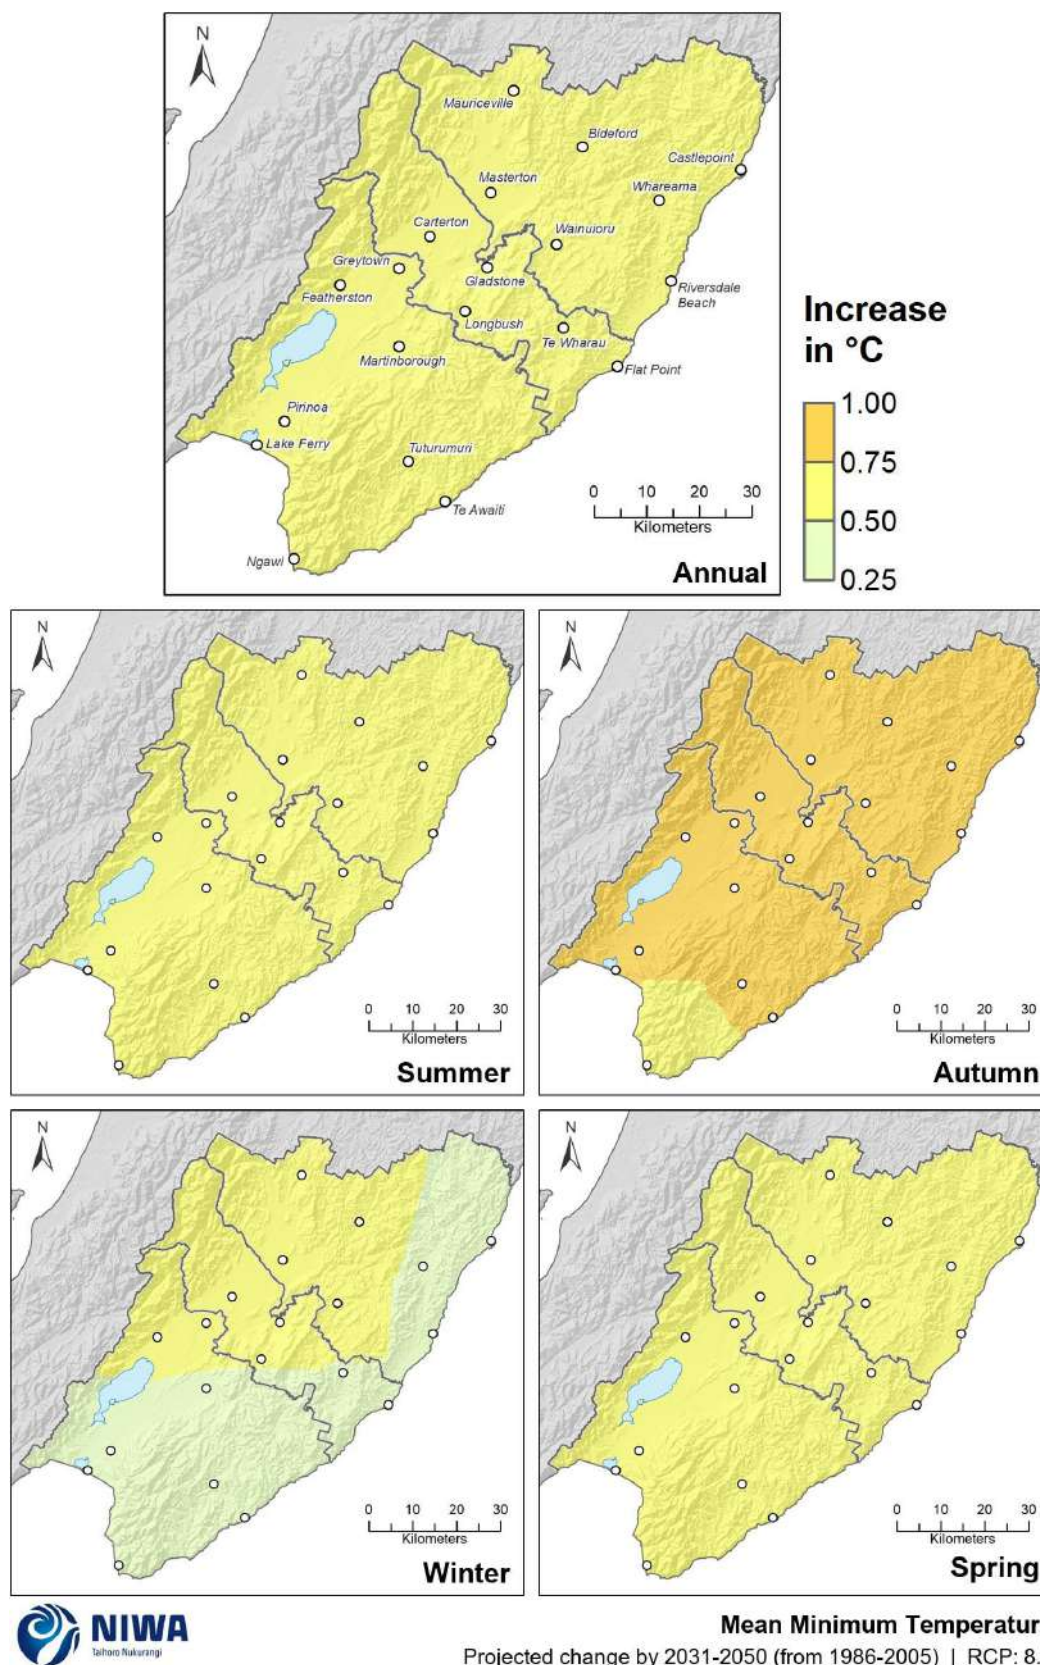 N
Mauriceville
Bideford
Castlepoint
Masterton
Whareama
Carterton
Wainuioru
Greytown
Gladstone
Featherston
Riversdale
Beach
Longbush
Te Wharau
Martinborough
Flat Point
Pirinoa
Lake Ferry
Tuturumuri
Te Awaiti
Ngawi
0 10 20 30
Kilometers
Annual
Increase
in °C
1.00
0.75
0.50
0.25
N
0 10 20 30
Kilometers
Summer
N
0 10 20 30
Kilometers
Autumn
N
0 10 20 30
Kilometers
Winter
N
0 10 20 30
Kilometers
Spring
NIWA
Taihoro Nukurangi
Mean Minimum Temperatur
Projected change by 2031-2050 (from 1986-2005) | RCP: 8.